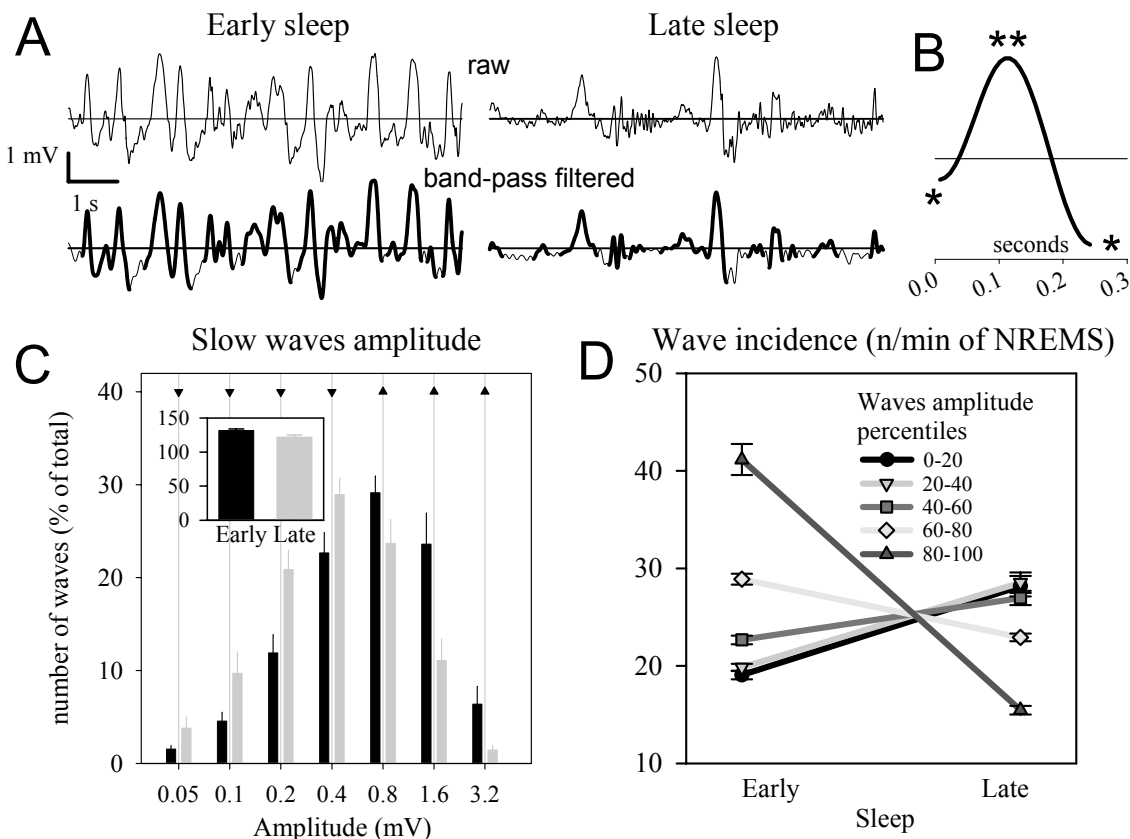 A
Early sleep
Late sleep
raw
1 mV
1 s
band-pass filtered
B
**
*
*
seconds
0.0 0.1 0.2 0.3
C
Slow waves amplitude
number of waves (% of total)
40
30
20
10
0
150
100
50
0
Early Late
0.05 0.1 0.2 0.4 0.8 1.6 3.2
Amplitude (mV)
D
Wave incidence (n/min of NREMS)
50
40
30
20
10
Waves amplitude
percentiles
0-20
20-40
40-60
60-80
80-100
Early Late
Sleep